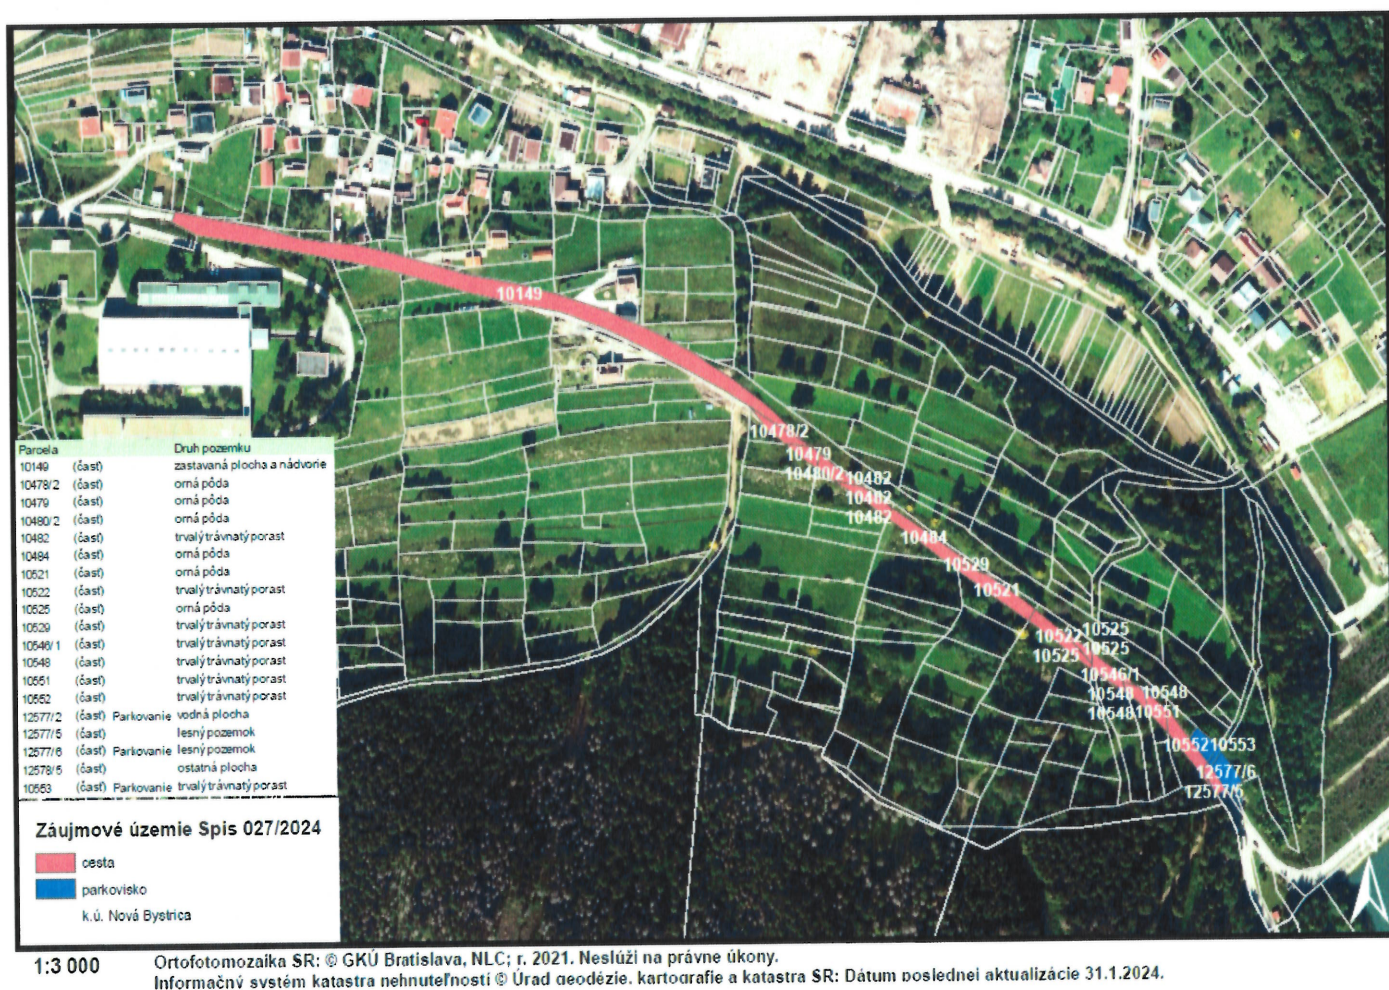 10149
10478/2
10479
10480/2 10482
10482
10482
10484
10529
10521
10522 10525
10525 10525
10546/1
10548 10548
10548 10551
10552 10553
12577/6
12577/5
Parcela Druh pozemku
10149 (časť) zastavaná plocha a nádvorie
10478/2 (časť) orná pôda
10479 (časť) orná pôda
10480/2 (časť) orná pôda
10482 (časť) trvalý trávnatý porast
10484 (časť) orná pôda
10521 (časť) orná pôda
10522 (časť) trvalý trávnatý porast
10525 (časť) orná pôda
10529 (časť) trvalý trávnatý porast
10546/1 (časť) trvalý trávnatý porast
10548 (časť) trvalý trávnatý porast
10551 (časť) trvalý trávnatý porast
10552 (časť) trvalý trávnatý porast
12577/2 (časť) Parkovanie vodná plocha
12577/5 (časť) lesný pozemok
12577/6 (časť) Parkovanie lesný pozemok
12578/5 (časť) ostatná plocha
10553 (časť) Parkovanie trvalý trávnatý porast
Záujmové územie Spis 027/2024
cesta
parkovisko
k.ú. Nová Bystrica
1:3 000
Ortofotomozaika SR: © GKÚ Bratislava, NLC; r. 2021. Neslúži na právne úkony.
Informačný systém katastra nehnuteľností © Úrad geodézie, kartografie a katastra SR: Dátum poslednej aktualizácie 31.1.2024.